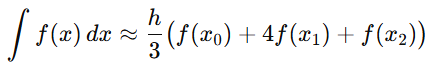 ∫ f(x) dx ≈ h/3 (f(x₀) + 4f(x₁) + f(x₂))